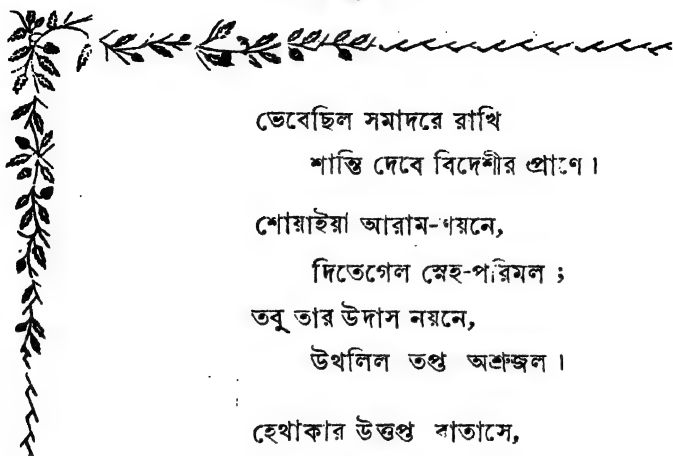 ভেবেছিল সমাদরে রাখি
শান্তি দেবে বিদেশীর প্রাণে।
শোয়াইয়া আরাম-শয়নে,
দিতেগেল স্নেহ-পরিমল ;
তবু তার উদাস নয়নে,
উথলিল তপ্ত অশ্রুজল।
হেথাকার উত্তপ্ত বাতাসে,